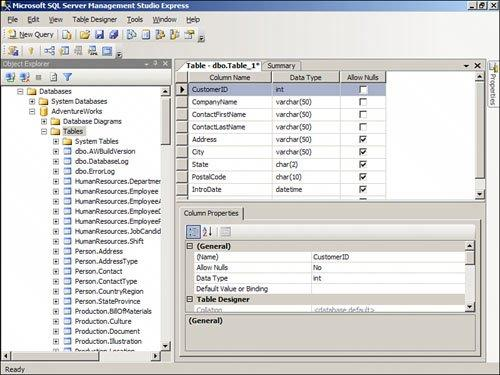 Microsoft SQL Server Management Studio Express
File Edit View Table Designer Tools Window Help
New Query
Object Explorer
Databases
System Databases
AdventureWorks
Database Diagrams
Tables
System Tables
dbo.AWBuildVersion
dbo.DatabaseLog
dbo.ErrorLog
HumanResources.Departme
HumanResources.Employee
HumanResources.EmployeeA
HumanResources.EmployeeD
HumanResources.EmployeeP
HumanResources.JobCandid
HumanResources.Shift
Person.Address
Person.AddressType
Person.Contact
Person.ContactType
Person.CountryRegion
Person.StateProvince
Production.BillOfMaterials
Production.Culture
Production.Document
Production.Illustration
Production.Location
Table - dbo.Table_1* Summary
Column Name Data Type Allow Nulls
CustomerID int
CompanyName varchar(50)
ContactFirstName varchar(50)
ContactLastName varchar(50)
Address varchar(50)
City varchar(50)
State char(2)
PostalCode char(10)
IntroDate datetime
Column Properties
(General)
(Name) CustomerID
Allow Nulls No
Data Type int
Default Value or Binding
Table Designer
Collation <database default>
(General)
Properties
Ready